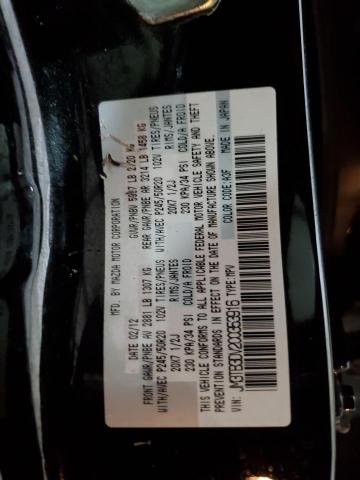 MFD. BY MAZDA MOTOR CORPORATION
DATE 02/12 GVWR/PNBV LB KG
FRONT GAWR/PNBE AV 2881 LB 1307 KG REAR GAWR/PNBE AR 3214 LB 1458 KG
WITH/AVEC P245/50R20 102V TIRES/PNEUS WITH/AVEC P245/50R20 102V TIRES/PNEUS
20X7 1/2J RIMS/JANTES 20X7 1/2J RIMS/JANTES
230 KPA/34 PSI COLD/A FROID 230 KPA/34 PSI COLD/A FROID
THIS VEHICLE CONFORMS TO ALL APPLICABLE FEDERAL MOTOR VEHICLE SAFETY AND THEFT
PREVENTION STANDARDS IN EFFECT ON THE DATE OF MANUFACTURE SHOWN ABOVE.
VIN: TYPE:MPV COLOR CODE: MADE IN JAPAN